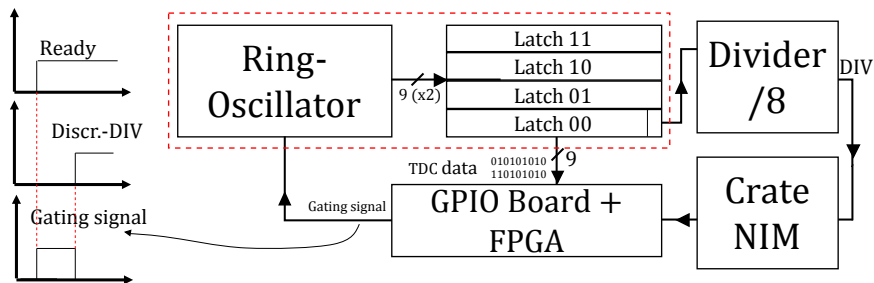 Ready
Discr.-DIV
Gating signal
Ring-
Oscillator
9 (x2)
Latch 11
Latch 10
Latch 01
Latch 00
Divider
/8
DIV
TDC data
010101010
110101010
9
Gating signal
GPIO Board +
FPGA
Crate
NIM